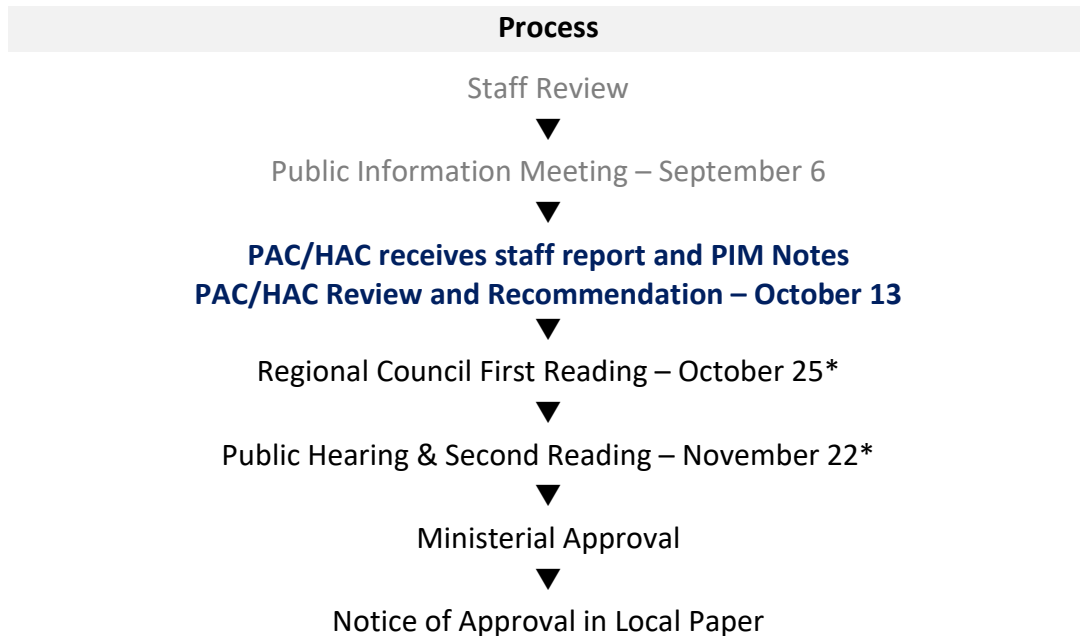 Process
Staff Review
Public Information Meeting – September 6
PAC/HAC receives staff report and PIM Notes
PAC/HAC Review and Recommendation – October 13
Regional Council First Reading – October 25*
Public Hearing & Second Reading – November 22*
Ministerial Approval
Notice of Approval in Local Paper